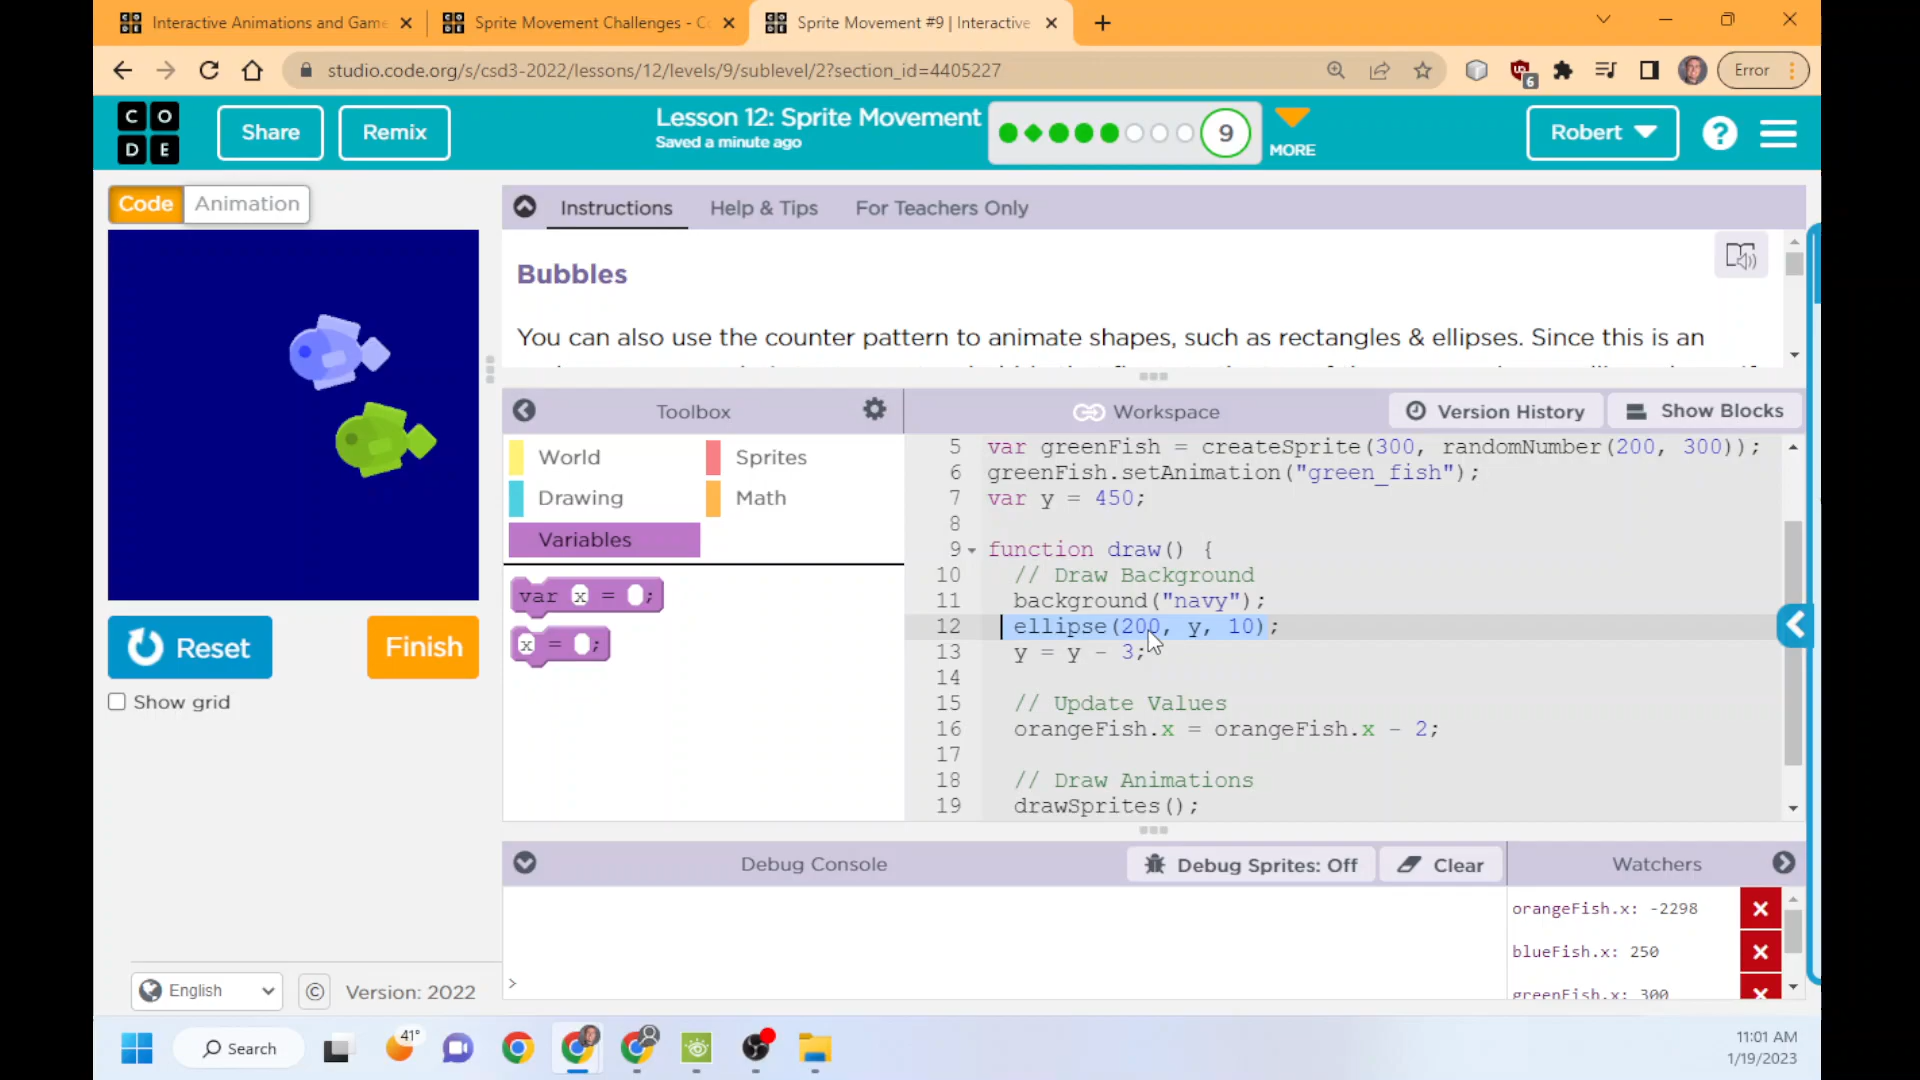 Interactive Animations and Game
Sprite Movement Challenges - C
Sprite Movement #9 | Interactive
studio.code.org/s/csd3-2022/lessons/12/levels/9/sublevel/2?section_id=4405227
6
Error
C O
D E
Share
Remix
Lesson 12: Sprite Movement
Saved a minute ago
9
MORE
Robert
?
Code
Animation
Instructions
Help & Tips
For Teachers Only
Bubbles
You can also use the counter pattern to animate shapes, such as rectangles & ellipses. Since this is an
Toolbox
Workspace
Version History
Show Blocks
World
Sprites
Drawing
Math
Variables
var x = ;
x = ;
5 var greenFish = createSprite(300, randomNumber(200, 300));
6 greenFish.setAnimation("green_fish");
7 var y = 450;
8
9 function draw() {
10 // Draw Background
11 background("navy");
12 ellipse(200, y, 10);
13 y = y - 3;
14
15 // Update Values
16 orangeFish.x = orangeFish.x - 2;
17
18 // Draw Animations
19 drawSprites();
Reset
Finish
Show grid
Debug Console
Debug Sprites: Off
Clear
Watchers
orangeFish.x: -2298
blueFish.x: 250
greenFish.x: 300
>
English
©
Version: 2022
Search
41°
11:01 AM
1/19/2023